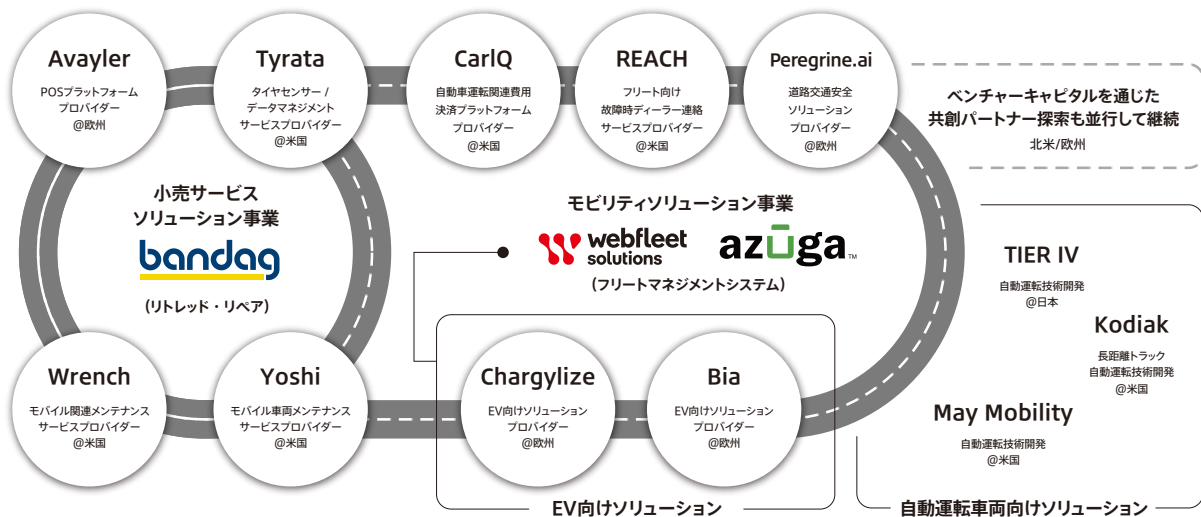 Avayler
POSプラットフォーム
プロバイダー
@欧州
Tyrata
タイヤセンサー /
データマネジメント
サービスプロバイダー
@米国
CarlQ
自動車運転関連費用
決済プラットフォーム
プロバイダー
@米国
REACH
フリート向け
故障時ディーラー連絡
サービスプロバイダー
@米国
Peregrine.ai
道路交通安全
ソリューション
プロバイダー
@欧州
ベンチャーキャピタルを通じた
共創パートナー探索も並行して継続
北米/欧州
小売サービス
ソリューション事業
bandag
(リトレッド・リペア)
モビリティソリューション事業
webfleet
solutions
azuga™
(フリートマネジメントシステム)
TIER IV
自動運転技術開発
@日本
Kodiak
長距離トラック
自動運転技術開発
@米国
May Mobility
自動運転技術開発
@米国
Wrench
モバイル関連メンテナンス
サービスプロバイダー
@米国
Yoshi
モバイル車両メンテナンス
サービスプロバイダー
@米国
Chargylize
EV向けソリューション
プロバイダー
@欧州
Bia
EV向けソリューション
プロバイダー
@欧州
EV向けソリューション
自動運転車両向けソリューション